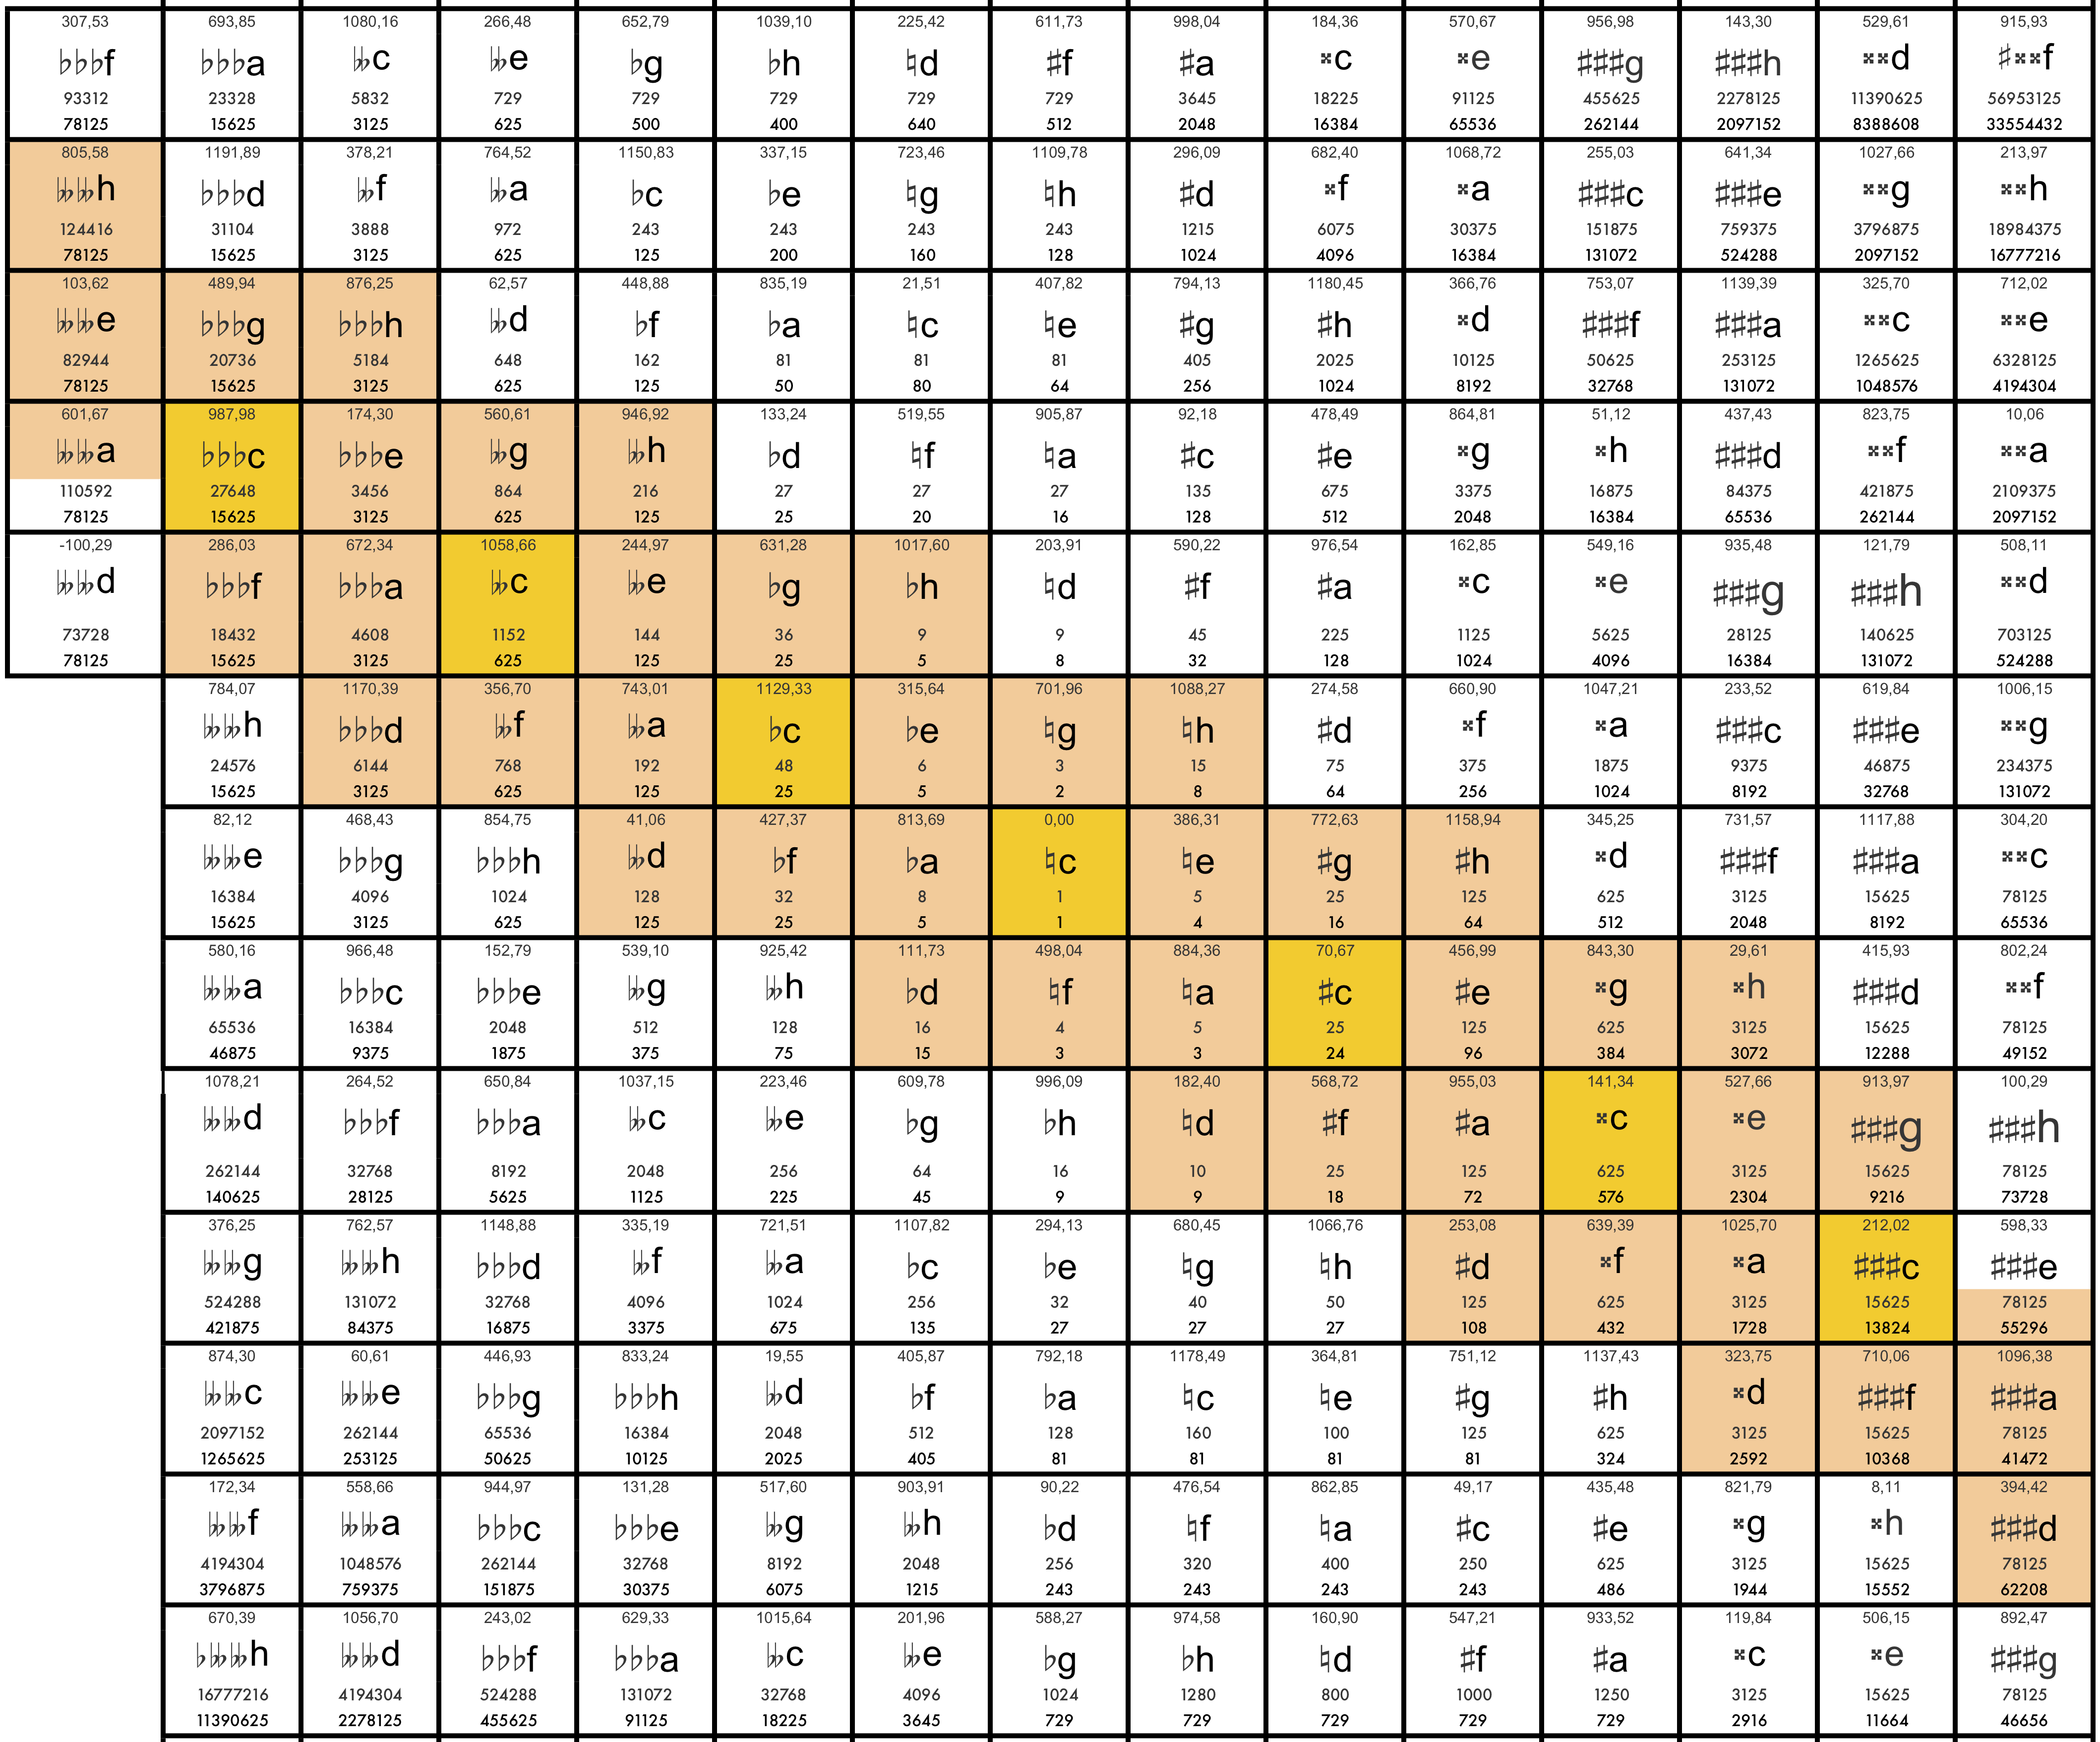 307,53 693,85 1080,16 266,48 652,79 1039,10 225,42 611,73 998,04 184,36 570,67 956,98 143,30 529,61 915,93
♭♭♭f ♭♭♭a 𝄫c 𝄫e ♭g ♭h ♮d ♯f ♯a 𝄪c 𝄪e ♯♯♯g ♯♯♯h 𝄪𝄪d ♯𝄪𝄪f
93312 23328 5832 729 729 729 729 729 3645 18225 91125 455625 2278125 11390625 56953125
78125 15625 3125 625 500 400 640 512 2048 16384 65536 262144 2097152 8388608 33554432
805,58 1191,89 378,21 764,52 1150,83 337,15 723,46 1109,78 296,09 682,40 1068,72 255,03 641,34 1027,66 213,97
𝄫𝄫h ♭♭♭d 𝄫f 𝄫a ♭c ♭e ♮g ♮h ♯d 𝄪f 𝄪a ♯♯♯c ♯♯♯e 𝄪𝄪g 𝄪𝄪h
124416 31104 3888 972 243 243 243 243 1215 6075 30375 151875 759375 3796875 18984375
78125 15625 3125 625 125 200 160 128 1024 4096 16384 131072 524288 2097152 16777216
103,62 489,94 876,25 62,57 448,88 835,19 21,51 407,82 794,13 1180,45 366,76 753,07 1139,39 325,70 712,02
𝄫𝄫e ♭♭♭g ♭♭♭h 𝄫d ♭f ♭a ♮c ♮e ♯g ♯h 𝄪d ♯♯♯f ♯♯♯a 𝄪𝄪c 𝄪𝄪e
82944 20736 5184 648 162 81 81 81 405 2025 10125 50625 253125 1265625 6328125
78125 15625 3125 625 125 50 80 64 256 1024 8192 32768 131072 1048576 4194304
601,67 987,98 174,30 560,61 946,92 133,24 519,55 905,87 92,18 478,49 864,81 51,12 437,43 823,75 10,06
𝄫𝄫a ♭♭♭c ♭♭♭e 𝄫g 𝄫h ♭d ♮f ♮a ♯c ♯e 𝄪g 𝄪h ♯♯♯d 𝄪𝄪f 𝄪𝄪a
110592 27648 3456 864 216 27 27 27 135 675 3375 16875 84375 421875 2109375
78125 15625 3125 625 125 25 20 16 128 512 2048 16384 65536 262144 2097152
-100,29 286,03 672,34 1058,66 244,97 631,28 1017,60 203,91 590,22 976,54 162,85 549,16 935,48 121,79 508,11
𝄫𝄫d ♭♭♭f ♭♭♭a 𝄫c 𝄫e ♭g ♭h ♮d ♯f ♯a 𝄪c 𝄪e ♯♯♯g ♯♯♯h 𝄪𝄪d
73728 18432 4608 1152 144 36 9 9 45 225 1125 5625 28125 140625 703125
78125 15625 3125 625 125 25 5 8 32 128 1024 4096 16384 131072 524288
784,07 1170,39 356,70 743,01 1129,33 315,64 701,96 1088,27 274,58 660,90 1047,21 233,52 619,84 1006,15
𝄫𝄫h ♭♭♭d 𝄫f 𝄫a ♭c ♭e ♮g ♮h ♯d 𝄪f 𝄪a ♯♯♯c ♯♯♯e 𝄪𝄪g
24576 6144 768 192 48 6 3 15 75 375 1875 9375 46875 234375
15625 3125 625 125 25 5 2 8 64 256 1024 8192 32768 131072
82,12 468,43 854,75 41,06 427,37 813,69 0,00 386,31 772,63 1158,94 345,25 731,57 1117,88 304,20
𝄫𝄫e ♭♭♭g ♭♭♭h 𝄫d ♭f ♭a ♮c ♮e ♯g ♯h 𝄪d ♯♯♯f ♯♯♯a 𝄪𝄪c
16384 4096 1024 128 32 8 1 5 25 125 625 3125 15625 78125
15625 3125 625 125 25 5 1 4 16 64 512 2048 8192 65536
580,16 966,48 152,79 539,10 925,42 111,73 498,04 884,36 70,67 456,99 843,30 29,61 415,93 802,24
𝄫𝄫a ♭♭♭c ♭♭♭e 𝄫g 𝄫h ♭d ♮f ♮a ♯c ♯e 𝄪g 𝄪h ♯♯♯d 𝄪𝄪f
65536 16384 2048 512 128 16 4 5 25 125 625 3125 15625 78125
46875 9375 1875 375 75 15 3 3 24 96 384 3072 12288 49152
1078,21 264,52 650,84 1037,15 223,46 609,78 996,09 182,40 568,72 955,03 141,34 527,66 913,97 100,29
𝄫𝄫d ♭♭♭f ♭♭♭a 𝄫c 𝄫e ♭g ♭h ♮d ♯f ♯a 𝄪c 𝄪e ♯♯♯g ♯♯♯h
262144 32768 8192 2048 256 64 16 10 25 125 625 3125 15625 78125
140625 28125 5625 1125 225 45 9 9 18 72 576 2304 9216 73728
376,25 762,57 1148,88 335,19 721,51 1107,82 294,13 680,45 1066,76 253,08 639,39 1025,70 212,02 598,33
𝄫𝄫g 𝄫𝄫h ♭♭♭d 𝄫f 𝄫a ♭c ♭e ♮g ♮h ♯d 𝄪f 𝄪a ♯♯♯c ♯♯♯e
524288 131072 32768 4096 1024 256 32 40 50 125 625 3125 15625 78125
421875 84375 16875 3375 675 135 27 27 27 108 432 1728 13824 55296
874,30 60,61 446,93 833,24 19,55 405,87 792,18 1178,49 364,81 751,12 1137,43 323,75 710,06 1096,38
𝄫𝄫c 𝄫𝄫e ♭♭♭g ♭♭♭h 𝄫d ♭f ♭a ♮c ♮e ♯g ♯h 𝄪d ♯♯♯f ♯♯♯a
2097152 262144 65536 16384 2048 512 128 160 100 125 625 3125 15625 78125
1265625 253125 50625 10125 2025 405 81 81 81 81 324 2592 10368 41472
172,34 558,66 944,97 131,28 517,60 903,91 90,22 476,54 862,85 49,17 435,48 821,79 8,11 394,42
𝄫𝄫f 𝄫𝄫a ♭♭♭c ♭♭♭e 𝄫g 𝄫h ♭d ♮f ♮a ♯c ♯e 𝄪g 𝄪h ♯♯♯d
4194304 1048576 262144 32768 8192 2048 256 320 400 250 625 3125 15625 78125
3796875 759375 151875 30375 6075 1215 243 243 243 243 486 1944 15552 62208
670,39 1056,70 243,02 629,33 1015,64 201,96 588,27 974,58 160,90 547,21 933,52 119,84 506,15 892,47
♭𝄫𝄫h 𝄫𝄫d ♭♭♭f ♭♭♭a 𝄫c 𝄫e ♭g ♭h ♮d ♯f ♯a 𝄪c 𝄪e ♯♯♯g
16777216 4194304 524288 131072 32768 4096 1024 1280 800 1000 1250 3125 15625 78125
11390625 2278125 455625 91125 18225 3645 729 729 729 729 729 2916 11664 46656